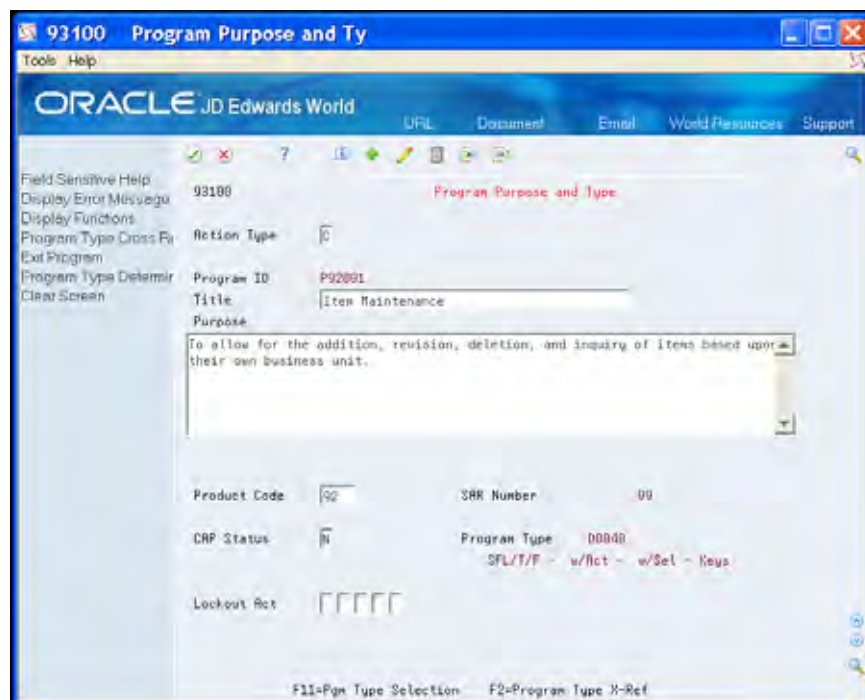 93100 Program Purpose and Ty
Tools Help
ORACLE JD Edwards World
URL Document Email World Resources Support
?
Field Sensitive Help
Display Error Message
Display Functions
Program Type Cross Re
Exit Program
Program Type Determin
Clear Screen
93100 Program Purpose and Type
Action Type C
Program ID P92001
Title Item Maintenance
Purpose
To allow for the addition, revision, deletion, and inquiry of items based upon
their own business unit.
Product Code 92 SAR Number 99
CAP Status N Program Type D0040
SFL/T/F - w/Act - w/Sel - Keys
Lockout Act
F11=Pgm Type Selection F2=Program Type X-Ref